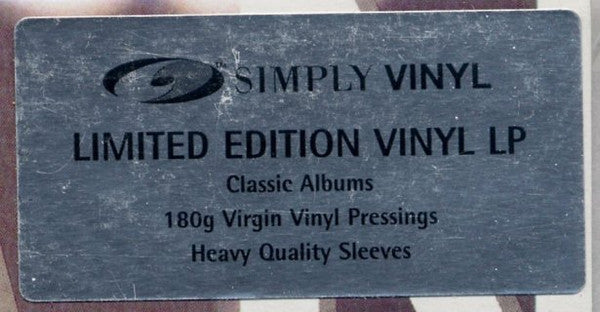 SIMPLY VINYL
LIMITED EDITION VINYL LP
Classic Albums
180g Virgin Vinyl Pressings
Heavy Quality Sleeves